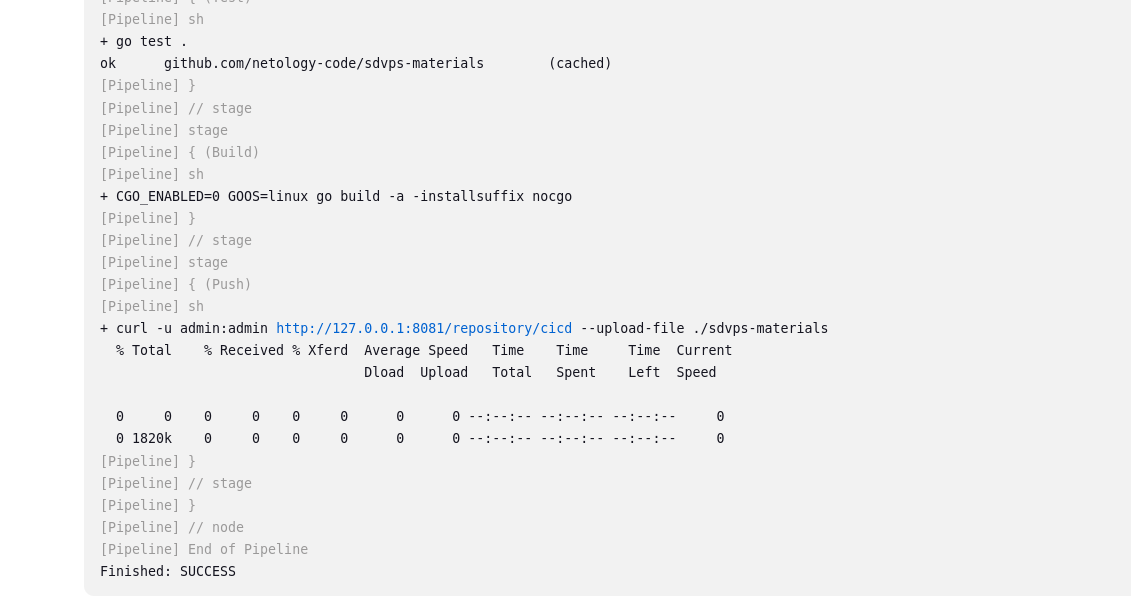 [Pipeline] { (Test)
[Pipeline] sh
+ go test .
ok      github.com/netology-code/sdvps-materials        (cached)
[Pipeline] }
[Pipeline] // stage
[Pipeline] stage
[Pipeline] { (Build)
[Pipeline] sh
+ CGO_ENABLED=0 GOOS=linux go build -a -installsuffix nocgo
[Pipeline] }
[Pipeline] // stage
[Pipeline] stage
[Pipeline] { (Push)
[Pipeline] sh
+ curl -u admin:admin http://127.0.0.1:8081/repository/cicd --upload-file ./sdvps-materials
  % Total    % Received % Xferd  Average Speed   Time    Time     Time  Current
                                 Dload  Upload   Total   Spent    Left  Speed
  0     0    0     0    0     0      0      0 --:--:-- --:--:-- --:--:--     0
  0 1820k    0     0    0     0      0      0 --:--:-- --:--:-- --:--:--     0
[Pipeline] }
[Pipeline] // stage
[Pipeline] }
[Pipeline] // node
[Pipeline] End of Pipeline
Finished: SUCCESS